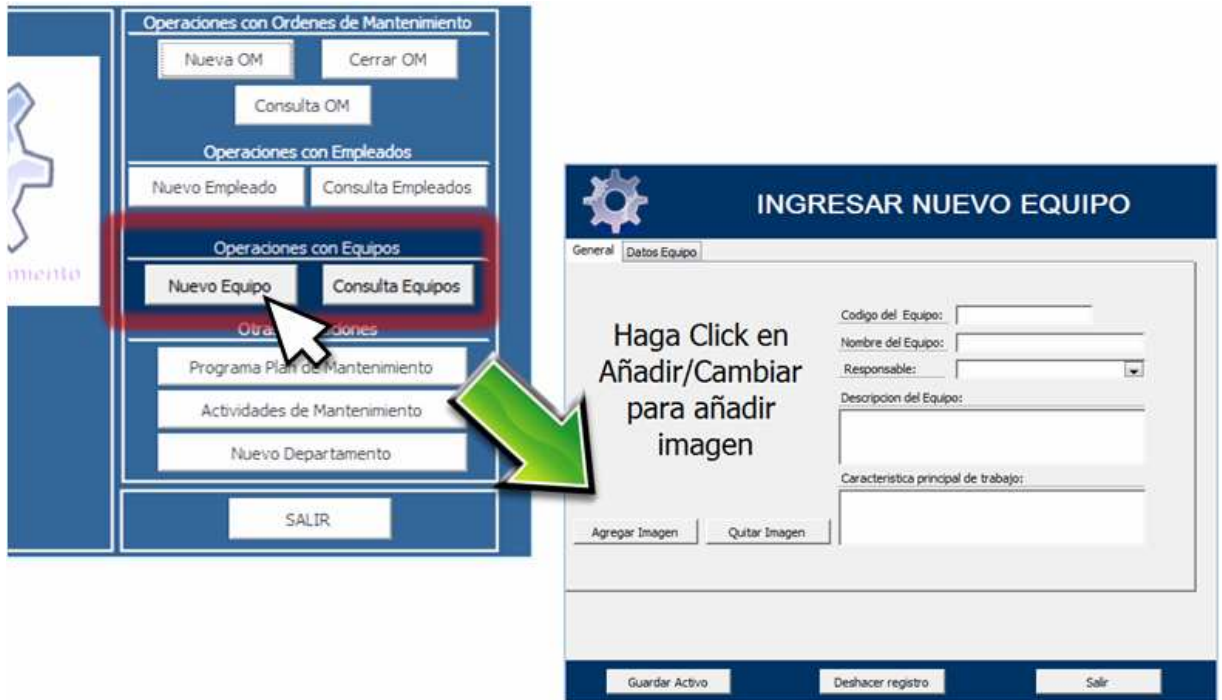 Operaciones con Ordenes de Mantenimiento
Nueva OM
Cerrar OM
Consulta OM
Operaciones con Empleados
Nuevo Empleado
Consulta Empleados
Operaciones con Equipos
Nuevo Equipo
Consulta Equipos
Programa Plan de Mantenimiento
Actividades de Mantenimiento
Nuevo Departamento
SALIR
INGRESAR NUEVO EQUIPO
General
Datos Equipo
Haga Click en
Añadir/Cambiar
para añadir
imagen
Agregar Imagen
Quitar Imagen
Codigo del Equipo:
Nombre del Equipo:
Responsable:
Descripcion del Equipo:
Caracteristica principal de trabajo:
Guardar Activo
Deshacer registro
Salir